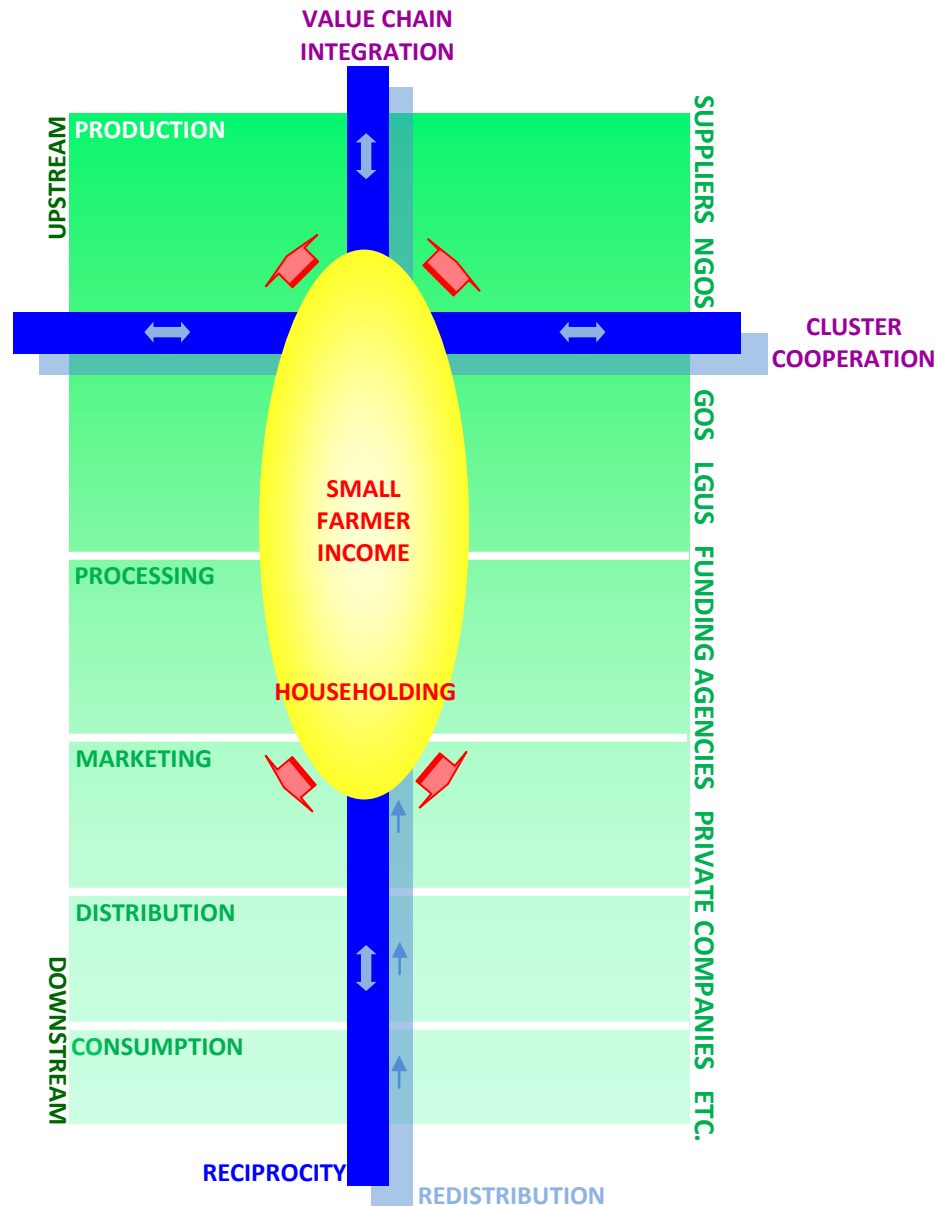 VALUE CHAIN
INTEGRATION
UPSTREAM
PRODUCTION
SUPPLIERS NGOS GOS LGUS FUNDING AGENCIES PRIVATE COMPANIES ETC.
CLUSTER
COOPERATION
SMALL
FARMER
INCOME
PROCESSING
HOUSEHOLDING
MARKETING
DISTRIBUTION
DOWNSTREAM
CONSUMPTION
RECIPROCITY
REDISTRIBUTION